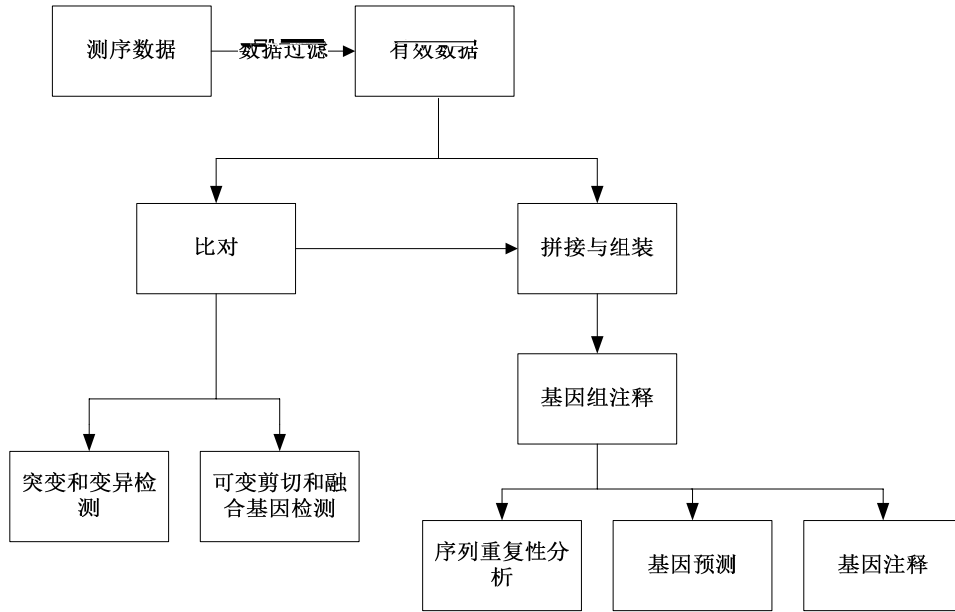 测序数据
数据过滤
有效数据
比对
拼接与组装
基因组注释
突变和变异检
测
可变剪切和融
合基因检测
序列重复性分
析
基因预测
基因注释